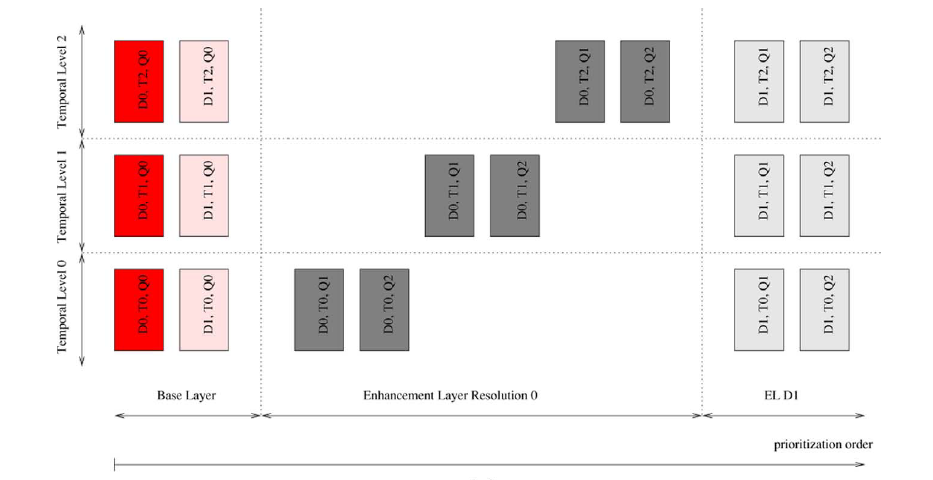 Temporal Level 2
D0, T2, Q0
D1, T2, Q0
D0, T2, Q1
D0, T2, Q2
D1, T2, Q1
D1, T2, Q2
Temporal Level 1
D0, T1, Q0
D1, T1, Q0
D0, T1, Q1
D0, T1, Q2
D1, T1, Q1
D1, T1, Q2
Temporal Level 0
D0, T0, Q0
D1, T0, Q0
D0, T0, Q1
D0, T0, Q2
D1, T0, Q1
D1, T0, Q2
Base Layer
Enhancement Layer Resolution 0
EL D1
prioritization order